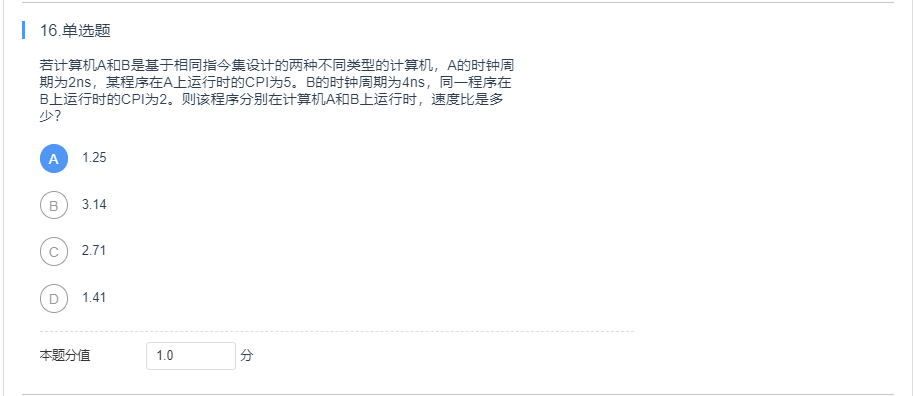 16.单选题
若计算机A和B是基于相同指令集设计的两种不同类型的计算机，A的时钟周
期为2ns，某程序在A上运行时的CPI为5。B的时钟周期为4ns，同一程序在
B上运行时的CPI为2。则该程序分别在计算机A和B上运行时，速度比是多
少？
A 1.25
B 3.14
C 2.71
D 1.41
本题分值 1.0 分